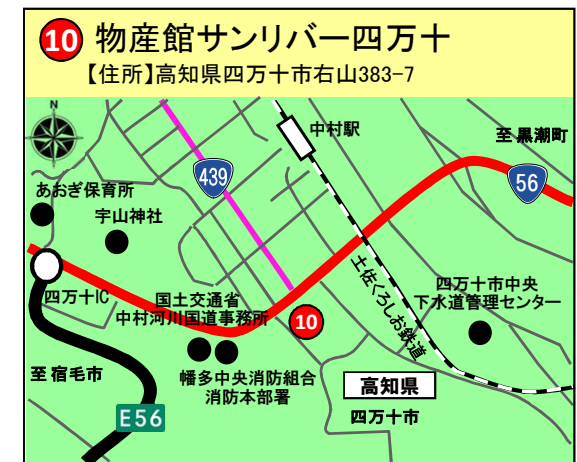 10 物産館サンリバー四万十
【住所】高知県四万十市右山383-7
N
中村駅
至黒潮町
439
56
あおぎ保育所
宇山神社
四万十IC
国土交通省
中村河川国道事務所
10
土佐くろしお鉄道
四万十市中央
下水道管理センター
至宿毛市
幡多中央消防組合
消防本部署
高知県
四万十市
E56